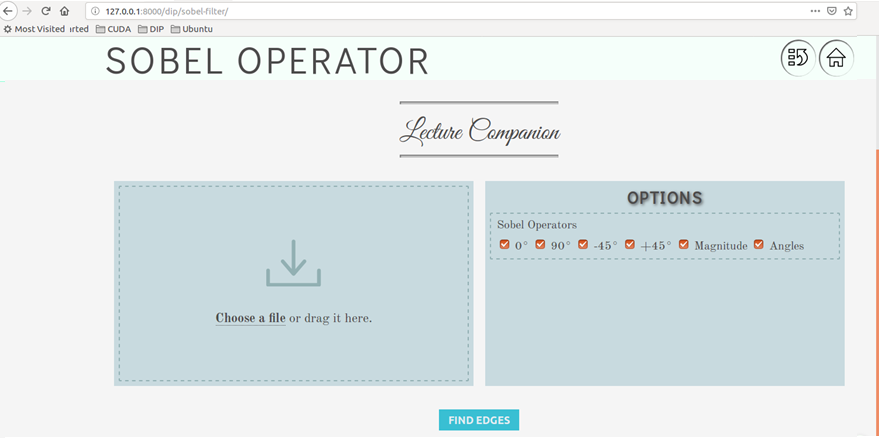 127.0.0.1:8000/dip/sobel-filter/
Most Visited urted CUDA DIP Ubuntu
SOBEL OPERATOR
Lecture Companion
OPTIONS
Sobel Operators
0° 90° -45° +45° Magnitude Angles
Choose a file or drag it here.
FIND EDGES